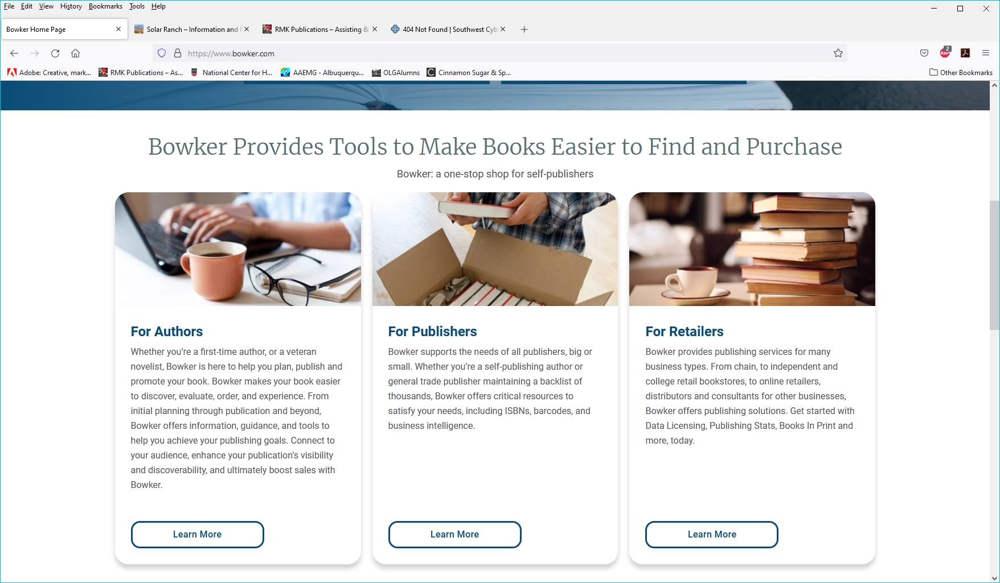 File Edit View History Bookmarks Tools Help
Bowker Home Page
Solar Ranch – Information and
RMK Publications – Assisting &
404 Not Found | Southwest Cyb
https://www.bowker.com
2
ABP
Adobe: Creative, mark...
RMK Publications – As...
National Center for H...
AAEMG - Albuquerqu...
OLGAlumns
Cinnamon Sugar & Sp...
Other Bookmarks
Bowker Provides Tools to Make Books Easier to Find and Purchase
Bowker: a one-stop shop for self-publishers
For Authors
Whether you’re a first-time author, or a veteran
novelist, Bowker is here to help you plan, publish and
promote your book. Bowker makes your book easier
to discover, evaluate, order, and experience. From
initial planning through publication and beyond,
Bowker offers information, guidance, and tools to
help you achieve your publishing goals. Connect to
your audience, enhance your publication’s visibility
and discoverability, and ultimately boost sales with
Bowker.
Learn More
For Publishers
Bowker supports the needs of all publishers, big or
small. Whether you’re a self-publishing author or
general trade publisher maintaining a backlist of
thousands, Bowker offers critical resources to
satisfy your needs, including ISBNs, barcodes, and
business intelligence.
Learn More
For Retailers
Bowker provides publishing services for many
business types. From chain, to independent and
college retail bookstores, to online retailers,
distributors and consultants for other businesses,
Bowker offers publishing solutions. Get started with
Data Licensing, Publishing Stats, Books In Print and
more, today.
Learn More